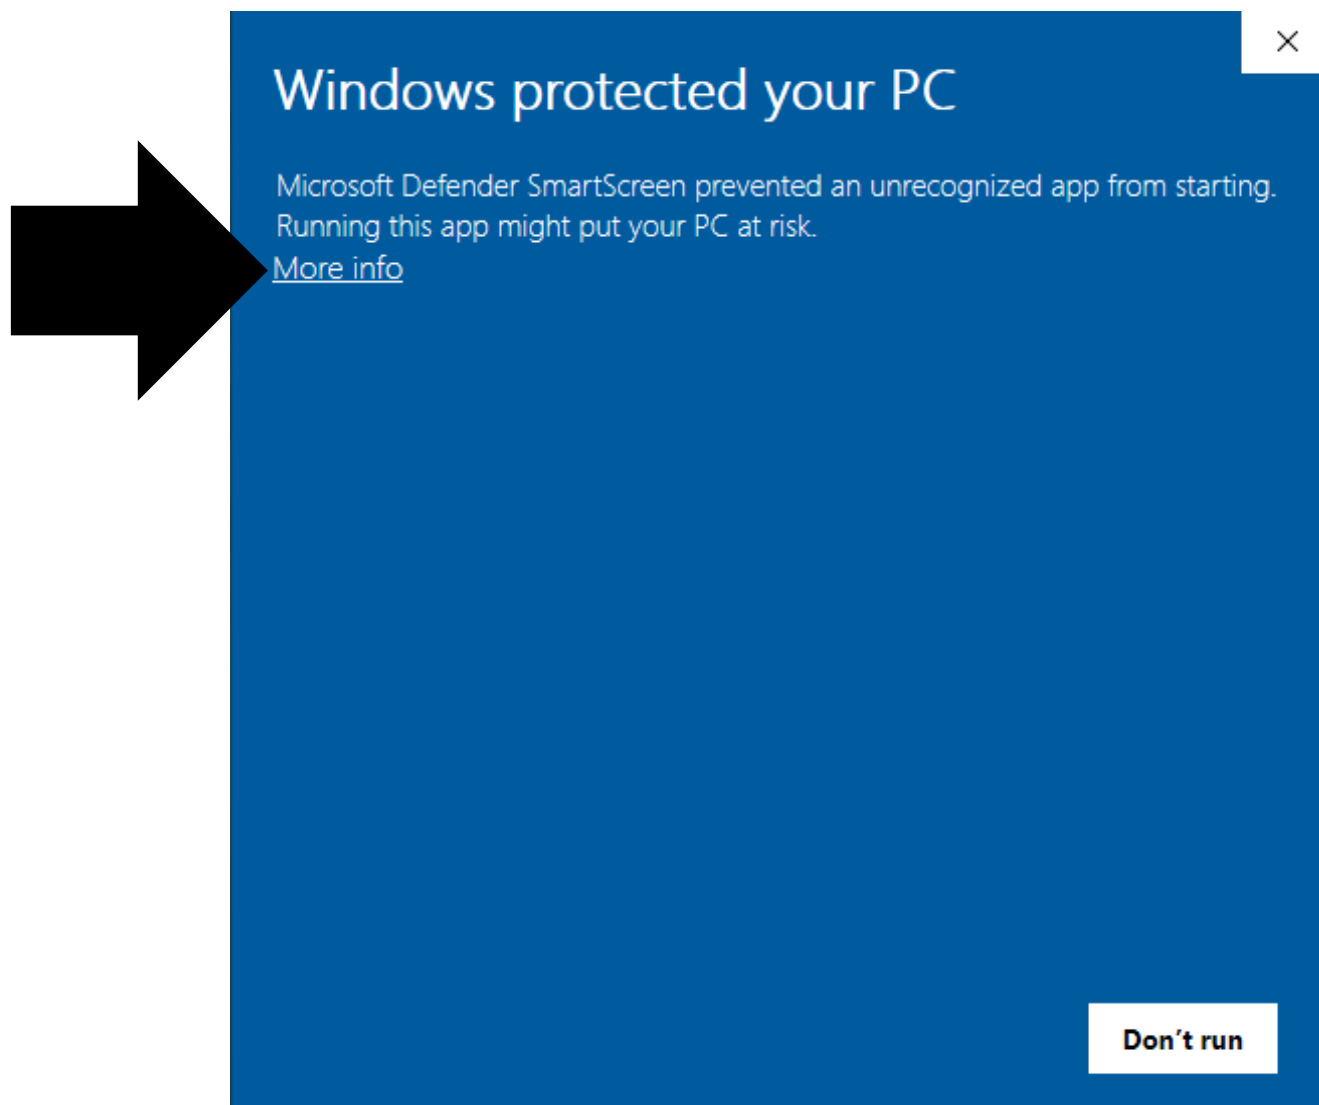 Windows protected your PC
Microsoft Defender SmartScreen prevented an unrecognized app from starting.
Running this app might put your PC at risk.
More info
Don't run